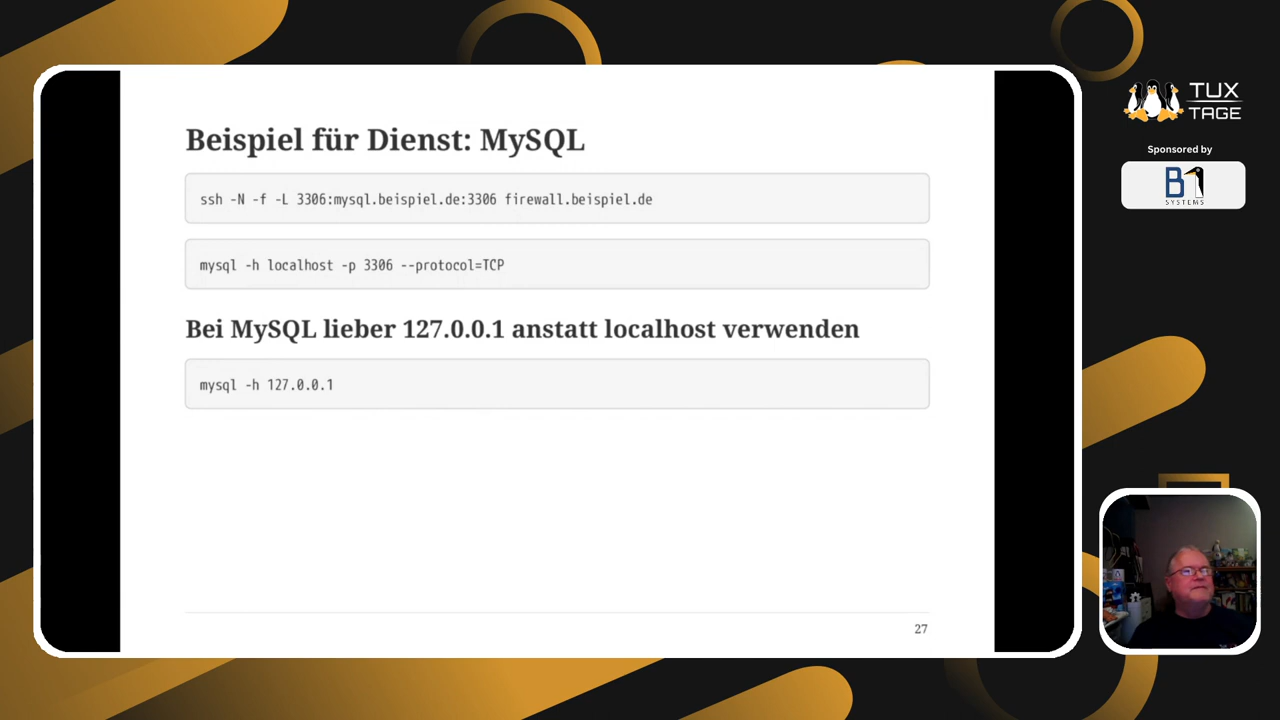 Beispiel für Dienst: MySQL
ssh -N -f -L 3306:mysql.beispiel.de:3306 firewall.beispiel.de
mysql -h localhost -p 3306 --protocol=TCP
Bei MySQL lieber 127.0.0.1 anstatt localhost verwenden
mysql -h 127.0.0.1
27
TUX
TAGE
Sponsored by
B1
SYSTEMS